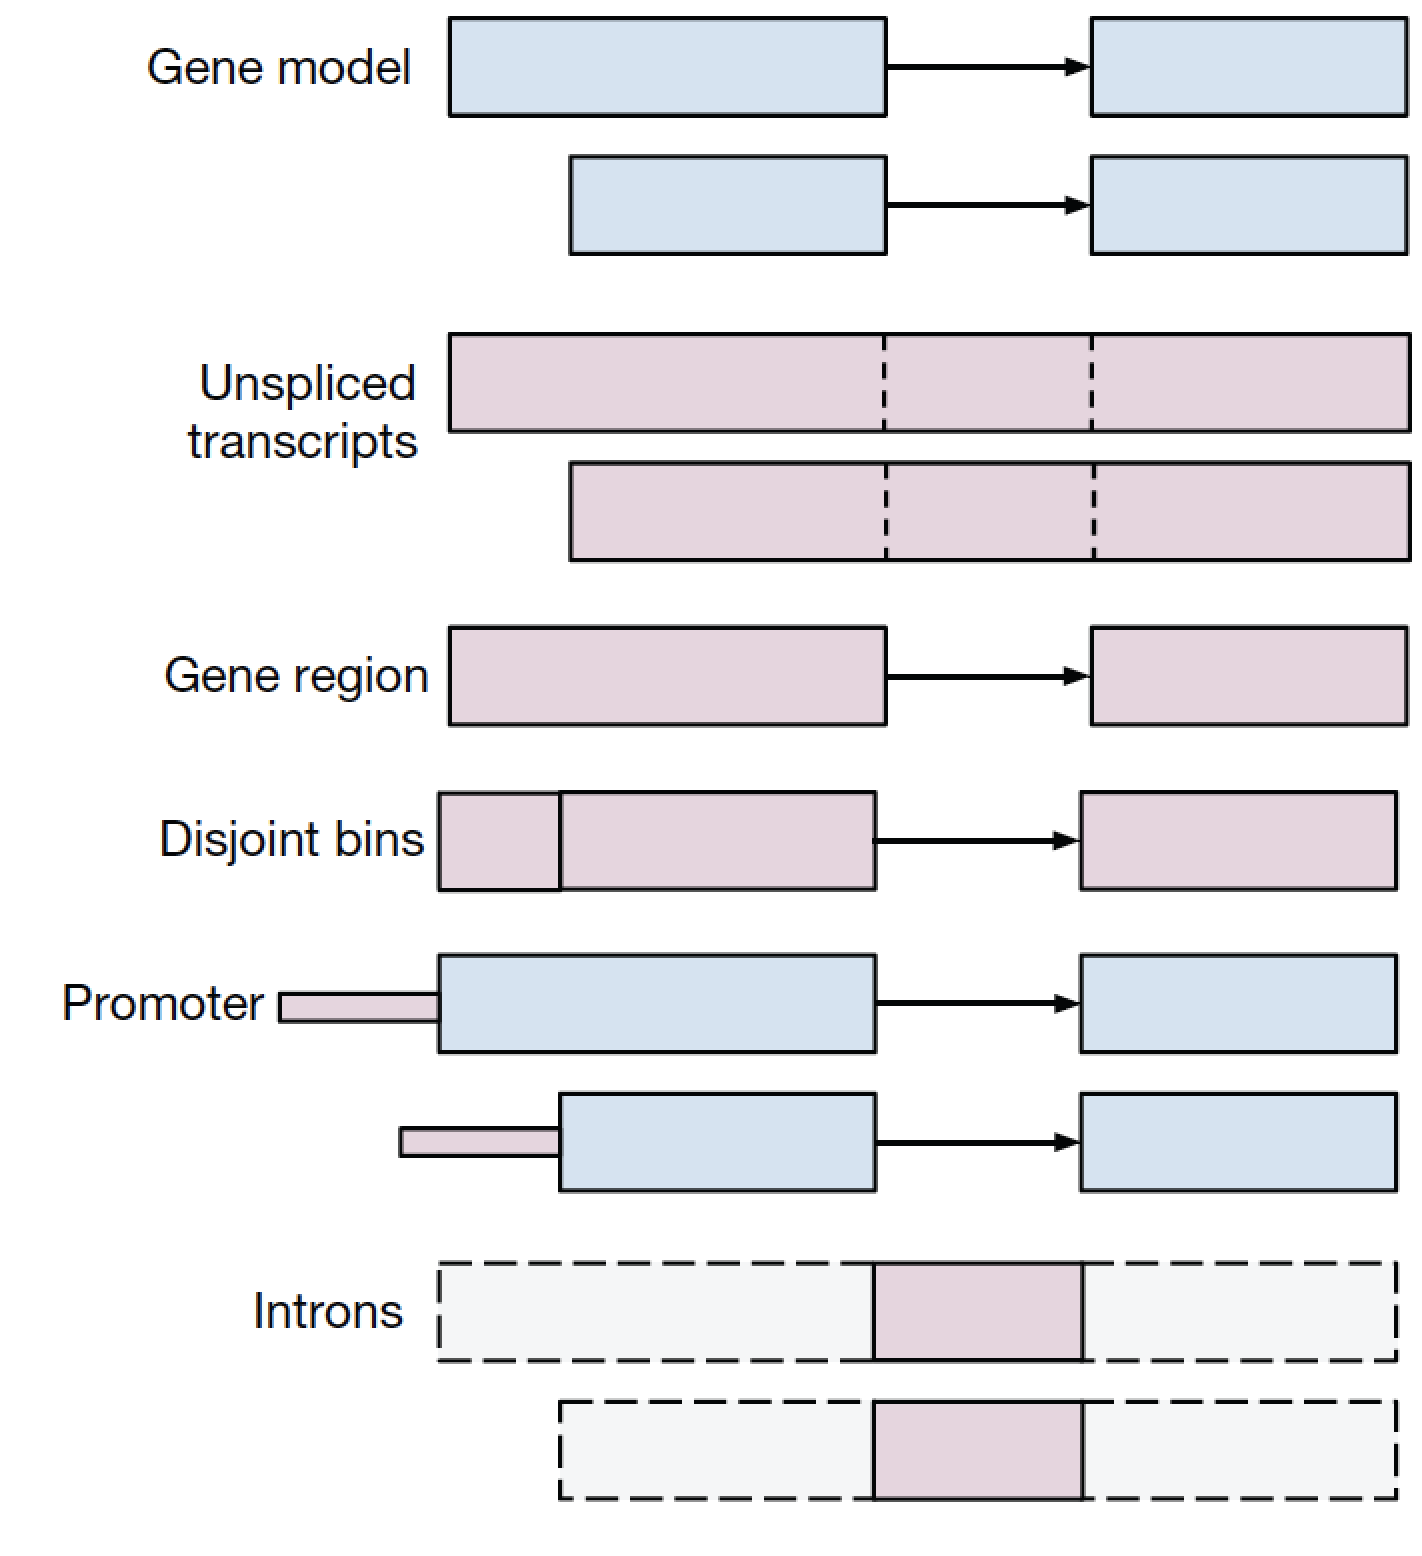 Gene model
Unspliced
transcripts
Gene region
Disjoint bins
Promoter
Introns